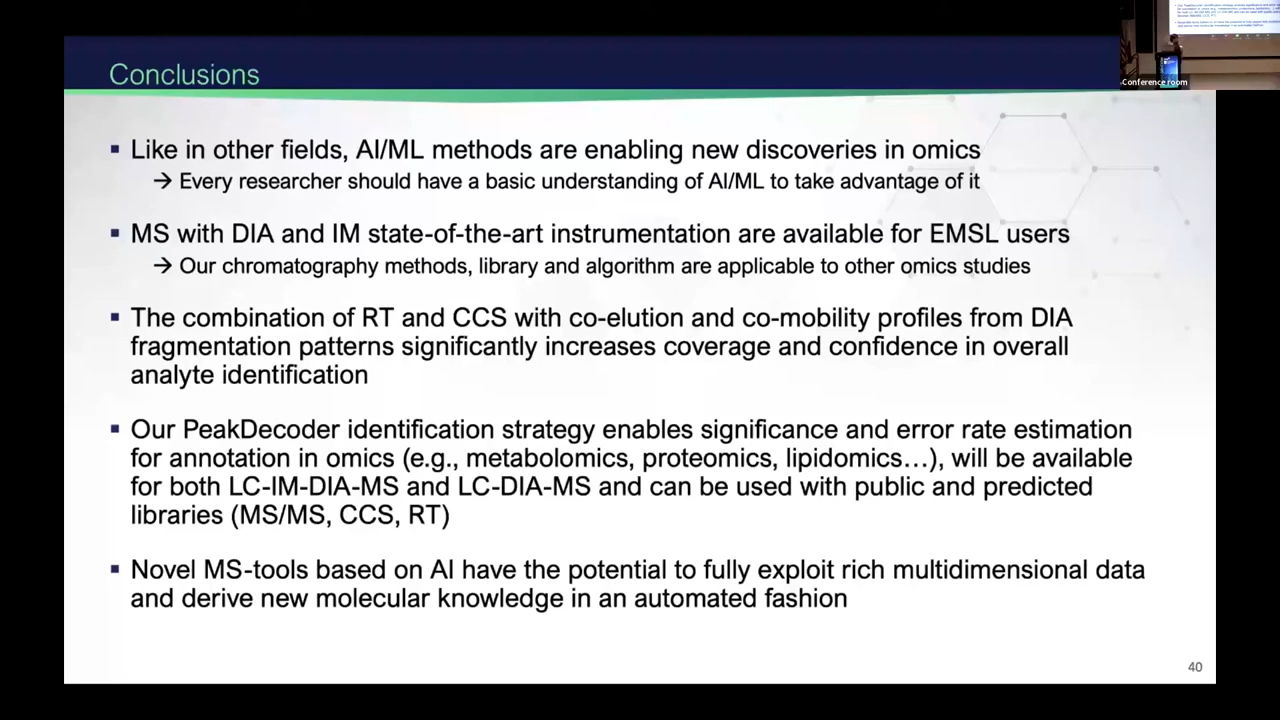 Conclusions
Conference room
▪ Like in other fields, AI/ML methods are enabling new discoveries in omics
→ Every researcher should have a basic understanding of AI/ML to take advantage of it
▪ MS with DIA and IM state-of-the-art instrumentation are available for EMSL users
→ Our chromatography methods, library and algorithm are applicable to other omics studies
▪ The combination of RT and CCS with co-elution and co-mobility profiles from DIA
fragmentation patterns significantly increases coverage and confidence in overall
analyte identification
▪ Our PeakDecoder identification strategy enables significance and error rate estimation
for annotation in omics (e.g., metabolomics, proteomics, lipidomics…), will be available
for both LC-IM-DIA-MS and LC-DIA-MS and can be used with public and predicted
libraries (MS/MS, CCS, RT)
▪ Novel MS-tools based on AI have the potential to fully exploit rich multidimensional data
and derive new molecular knowledge in an automated fashion
40